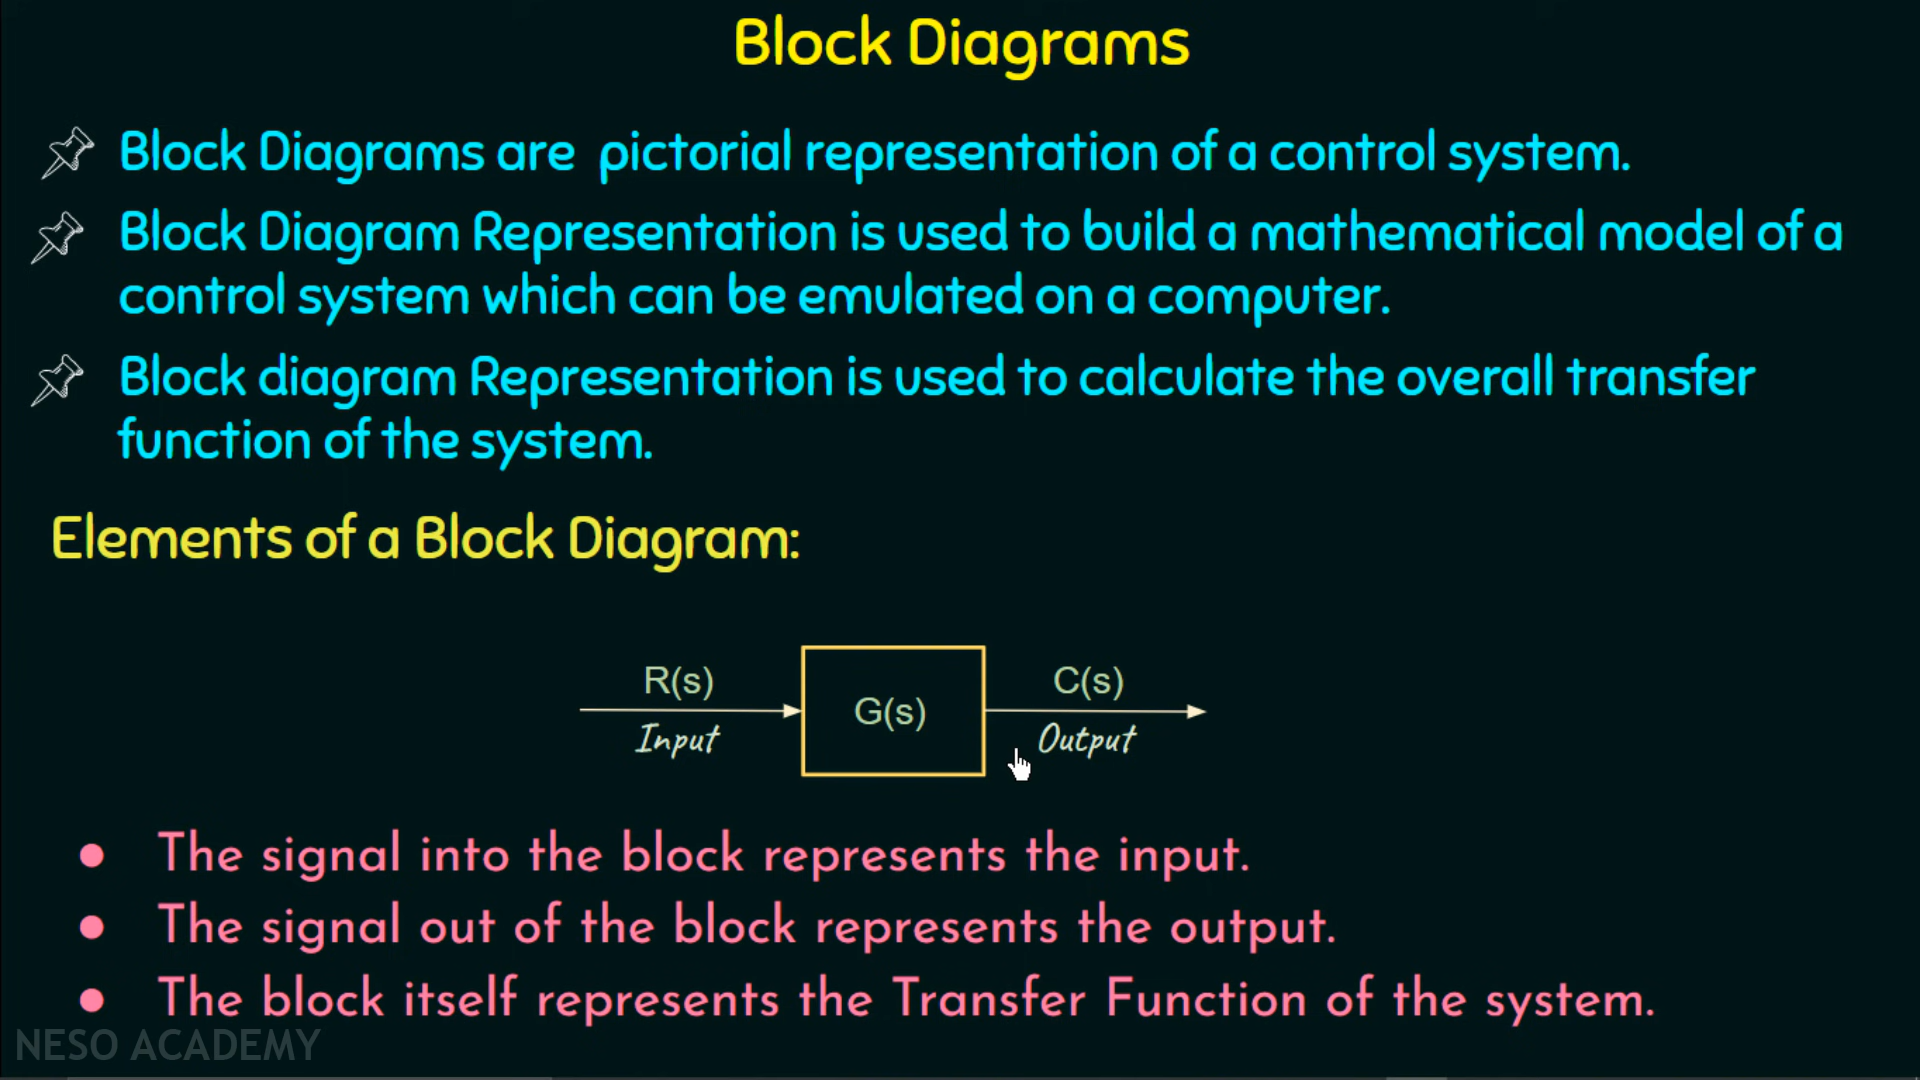 Block Diagrams
Block Diagrams are pictorial representation of a control system.
Block Diagram Representation is used to build a mathematical model of a
control system which can be emulated on a computer.
Block diagram Representation is used to calculate the overall transfer
function of the system.
Elements of a Block Diagram:
R(s)
Input
G(s)
C(s)
Output
● The signal into the block represents the input.
● The signal out of the block represents the output.
● The block itself represents the Transfer Function of the system.
NESO ACADEMY